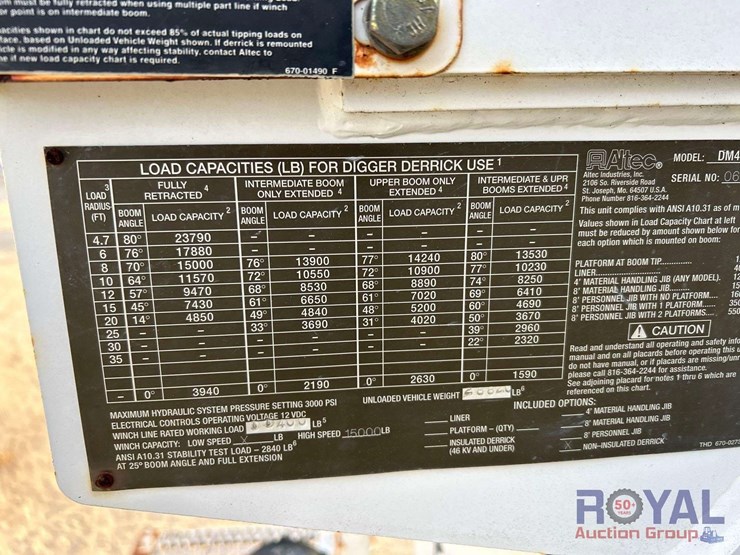 m must be fully retracted when using multiple part line if winch
or point is on intermediate boom.
acities shown in chart do not exceed 85% of actual tipping loads on
face, based on Unloaded Vehicle Weight shown. If derrick is remounted
icle is modified in any way affecting stability, contact Altec to
e if new load capacity chart is required.
670-01490 F
LOAD CAPACITIES (LB) FOR DIGGER DERRICK USE 1
LOAD 3 RADIUS (FT) FULLY RETRACTED 4 INTERMEDIATE BOOM ONLY EXTENDED 4 UPPER BOOM ONLY EXTENDED 4 INTERMEDIATE & UPR BOOMS EXTENDED 4
BOOM ANGLE LOAD CAPACITY 2 BOOM ANGLE LOAD CAPACITY 2 BOOM ANGLE LOAD CAPACITY 2 BOOM ANGLE LOAD CAPACITY 2
4.7 80° 23790 – – – – – –
6 76° 17880 – – 77° 14240 80° 13530
8 70° 15000 76° 13900 72° 10900 77° 10230
10 64° 11570 72° 10550 68° 8890 74° 8250
12 57° 9470 68° 8530 61° 7020 69° 6410
15 45° 7430 61° 6650 48° 5200 60° 4690
20 14° 4850 49° 4840 31° 4020 50° 3670
25 – – 33° 3690 – – 39° 2960
30 – – – – – – 22° 2320
35 – – – – – – – –
– 0° 3940 0° 2190 0° 2630 0° 1590
MAXIMUM HYDRAULIC SYSTEM PRESSURE SETTING 3000 PSI
UNLOADED VEHICLE WEIGHT LB 6
ELECTRICAL CONTROLS OPERATING VOLTAGE 12 VDC
WINCH LINE RATED WORKING LOAD LB 5
WINCH CAPACITY: LOW SPEED X LB HIGH SPEED 15000 LB
ANSI A10.31 STABILITY TEST LOAD – 2840 LB 6
AT 25° BOOM ANGLE AND FULL EXTENSION
INCLUDED OPTIONS:
LINER
PLATFORM - (QTY)
INSULATED DERRICK
(46 KV AND UNDER)
4' MATERIAL HANDLING JIB
8' MATERIAL HANDLING JIB
8' PERSONNEL JIB
X NON-INSULATED DERRICK
THD 670-027
Altec®
Altec Industries, Inc.
2106 So. Riverside Road
St. Joseph, Mo. 64507 U.S.A.
Phone Number 816-364-2244
MODEL: DM4
SERIAL NO: 06
This unit complies with ANSI A10.31 as of m
Values shown in Load Capacity Chart at left
must be reduced by amount shown below for
each option which is mounted on boom:
PLATFORM AT BOOM TIP
LINER
4' MATERIAL HANDLING JIB (ANY MODEL)
8' MATERIAL HANDLING JIB
8' PERSONNEL JIB WITH NO PLATFORM
8' PERSONNEL JIB WITH 1 PLATFORM 350
8' PERSONNEL JIB WITH 2 PLATFORMS 550
CAUTION
Read and understand all operating and safety info
manual and on all placards before operating this
do not have manual, or if placards are missing/unr
please call 816-364-2244 for assistance.
See adjoining placard for notes 1 thru 6 which are
referenced on this placard.
ROYAL
50+
YEARS
Auction Group